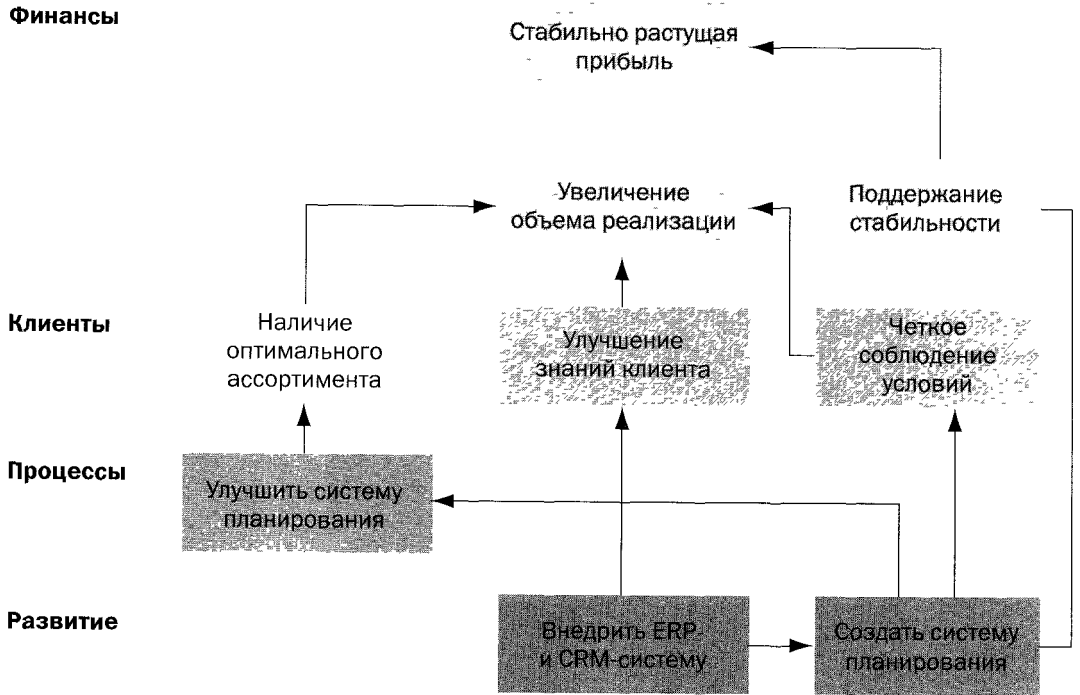 Финансы
Стабильно растущая
прибыль
Увеличение
объема реализации
Поддержание
стабильности
Клиенты
Наличие
оптимального
ассортимента
Улучшение
знаний клиента
Четкое
соблюдение
условий
Процессы
Улучшить систему
планирования
Развитие
Внедрить ERP-
и CRM-систему
Создать систему
планирования